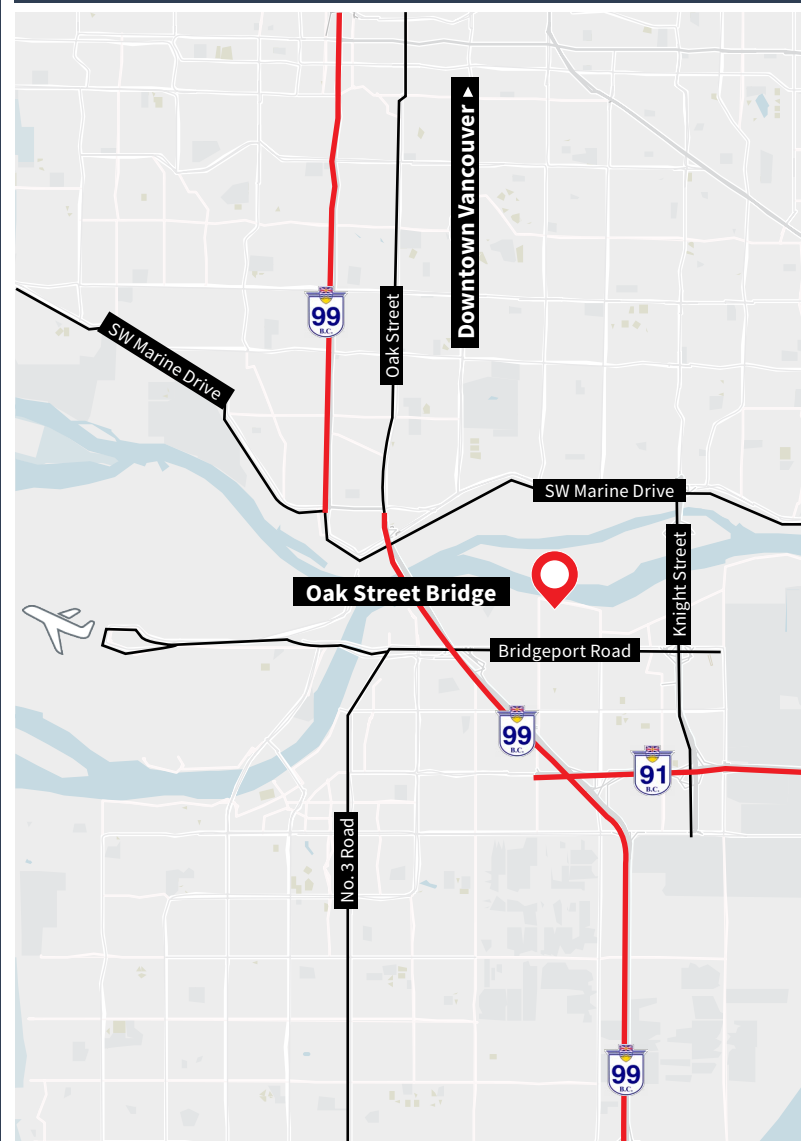 Downtown Vancouver ▲
99
B.C.
Oak Street
SW Marine Drive
SW Marine Drive
Knight Street
Oak Street Bridge
Bridgeport Road
99
B.C.
91
B.C.
No. 3 Road
99
B.C.